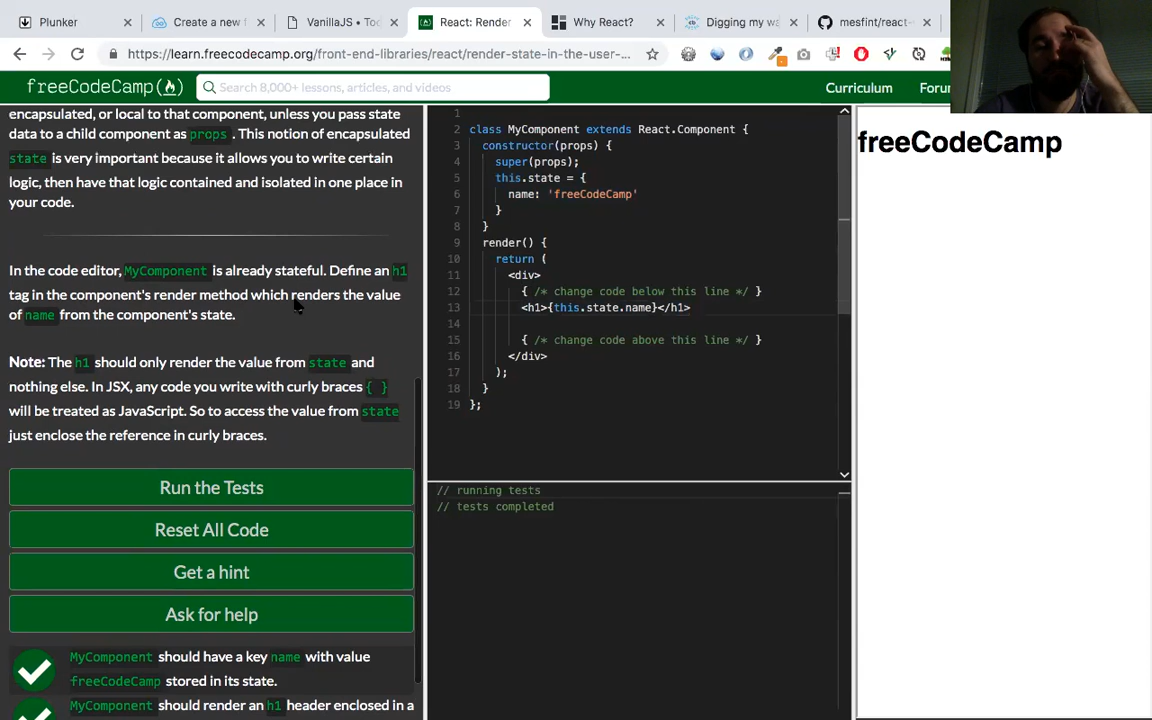 Plunker
Create a new f
VanillaJS • Too
React: Render
Why React?
Digging my wa
mesfint/react-
https://learn.freecodecamp.org/front-end-libraries/react/render-state-in-the-user-...
freeCodeCamp
Search 8,000+ lessons, articles, and videos
Curriculum
Forum
encapsulated, or local to that component, unless you pass state
data to a child component as props . This notion of encapsulated
state is very important because it allows you to write certain
logic, then have that logic contained and isolated in one place in
your code.
In the code editor, MyComponent is already stateful. Define an h1
tag in the component's render method which renders the value
of name from the component's state.
Note: The h1 should only render the value from state and
nothing else. In JSX, any code you write with curly braces { }
will be treated as JavaScript. So to access the value from state
just enclose the reference in curly braces.
Run the Tests
Reset All Code
Get a hint
Ask for help
MyComponent should have a key name with value
freeCodeCamp stored in its state.
MyComponent should render an h1 header enclosed in a
1
2 class MyComponent extends React.Component {
3 constructor(props) {
4 super(props);
5 this.state = {
6 name: 'freeCodeCamp'
7 }
8 }
9 render() {
10 return (
11 <div>
12 { /* change code below this line */ }
13 <h1>{this.state.name}</h1>
14
15 { /* change code above this line */ }
16 </div>
17 );
18 }
19 };
// running tests
// tests completed
freeCodeCamp